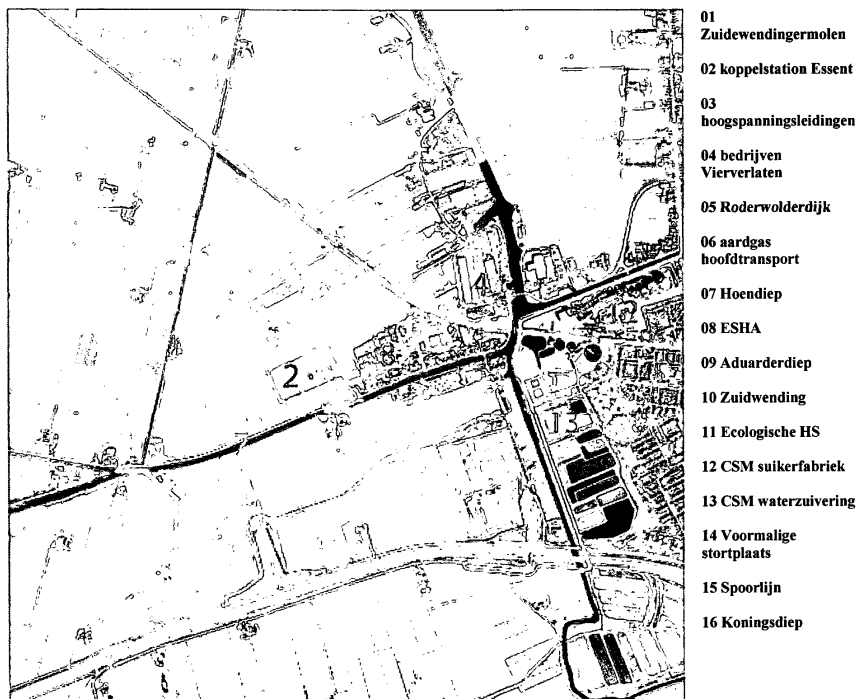 01
Zuidewendingermolen
02 koppelstation Essent
03
hoogspanningsleidingen
04 bedrijven
Vierverlaten
05 Roderwolderdijk
06 aardgas
hoofdtransport
07 Hoendiep
08 ESHA
09 Aduarderdiep
10 Zuidwending
11 Ecologische HS
12 CSM suikerfabriek
13 CSM waterzuivering
14 Voormalige
stortplaats
15 Spoorlijn
16 Koningsdiep
4
12
2
13